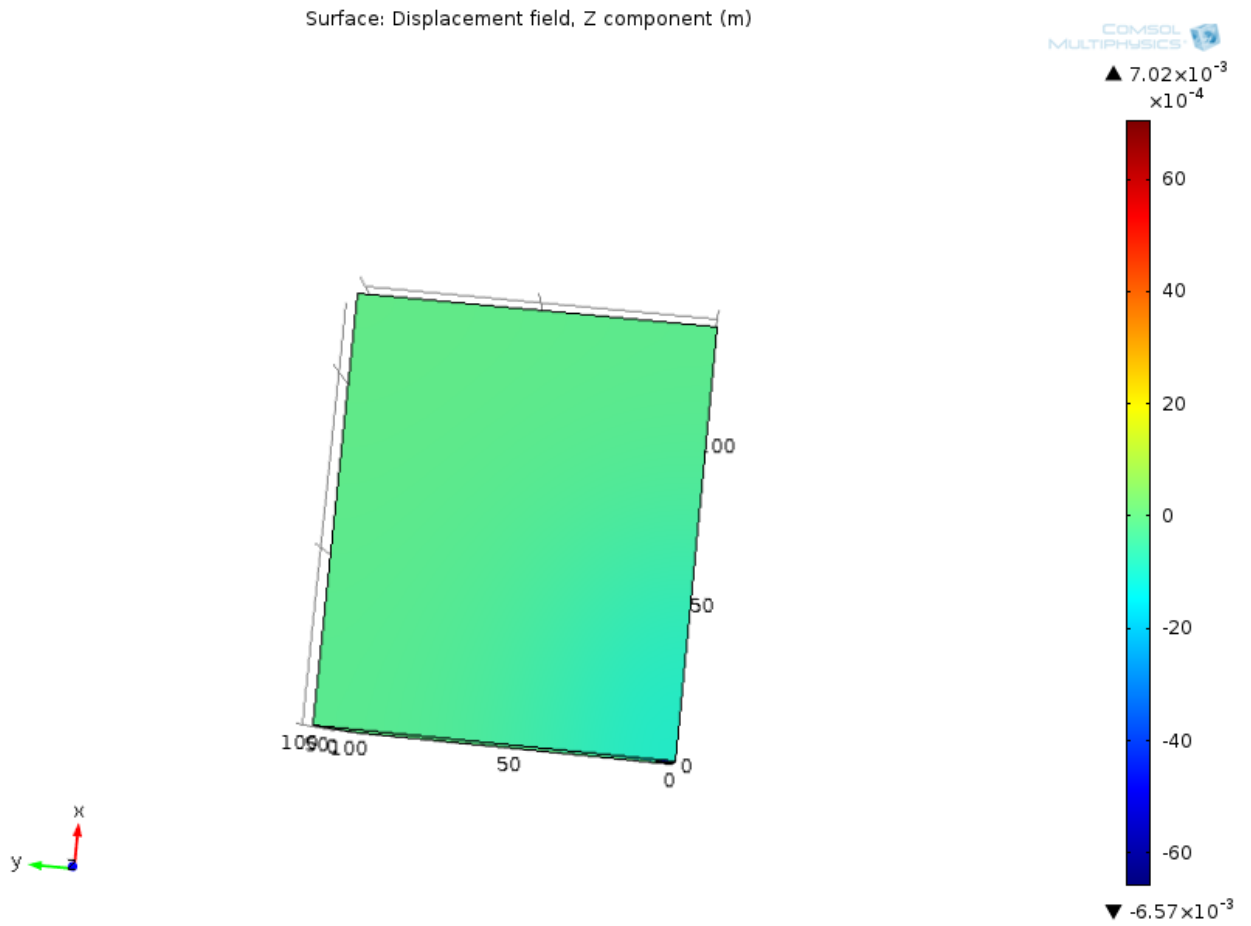 Surface: Displacement field, Z component (m)
COMSOL
MULTIPHYSICS
▲ 7.02×10⁻³
×10⁻⁴
60
40
20
0
-20
-40
-60
▼ -6.57×10⁻³
00
50
0
0
50
100
x
y
z